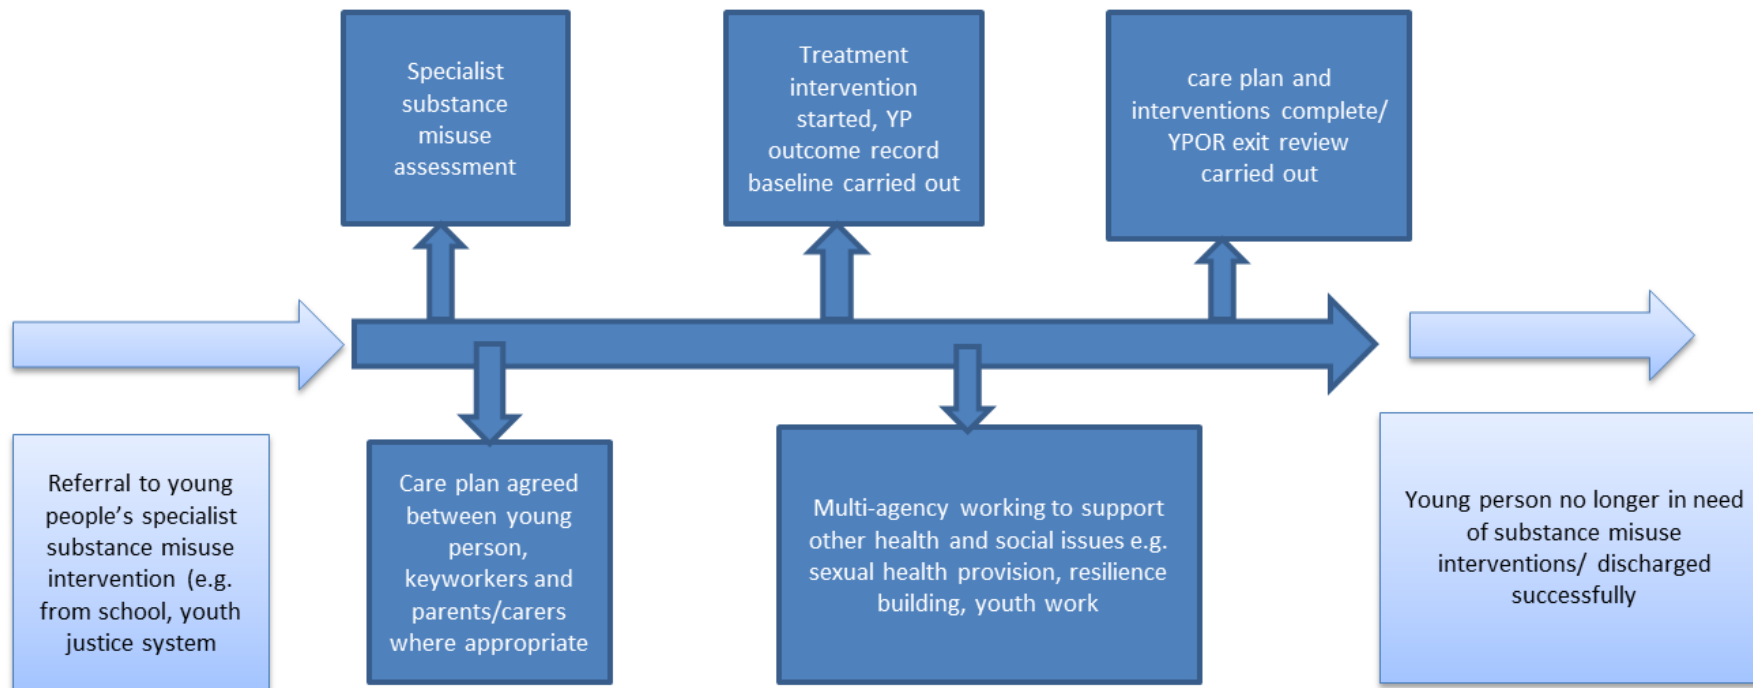 Specialist
substance
misuse
assessment
Treatment
intervention
started, YP
outcome record
baseline carried out
care plan and
interventions complete/
YPOR exit review
carried out
Referral to young
people’s specialist
substance misuse
intervention (e.g.
from school, youth
justice system
Care plan agreed
between young
person,
keyworkers and
parents/carers
where appropriate
Multi-agency working to support
other health and social issues e.g.
sexual health provision, resilience
building, youth work
Young person no longer in need
of substance misuse
interventions/ discharged
successfully